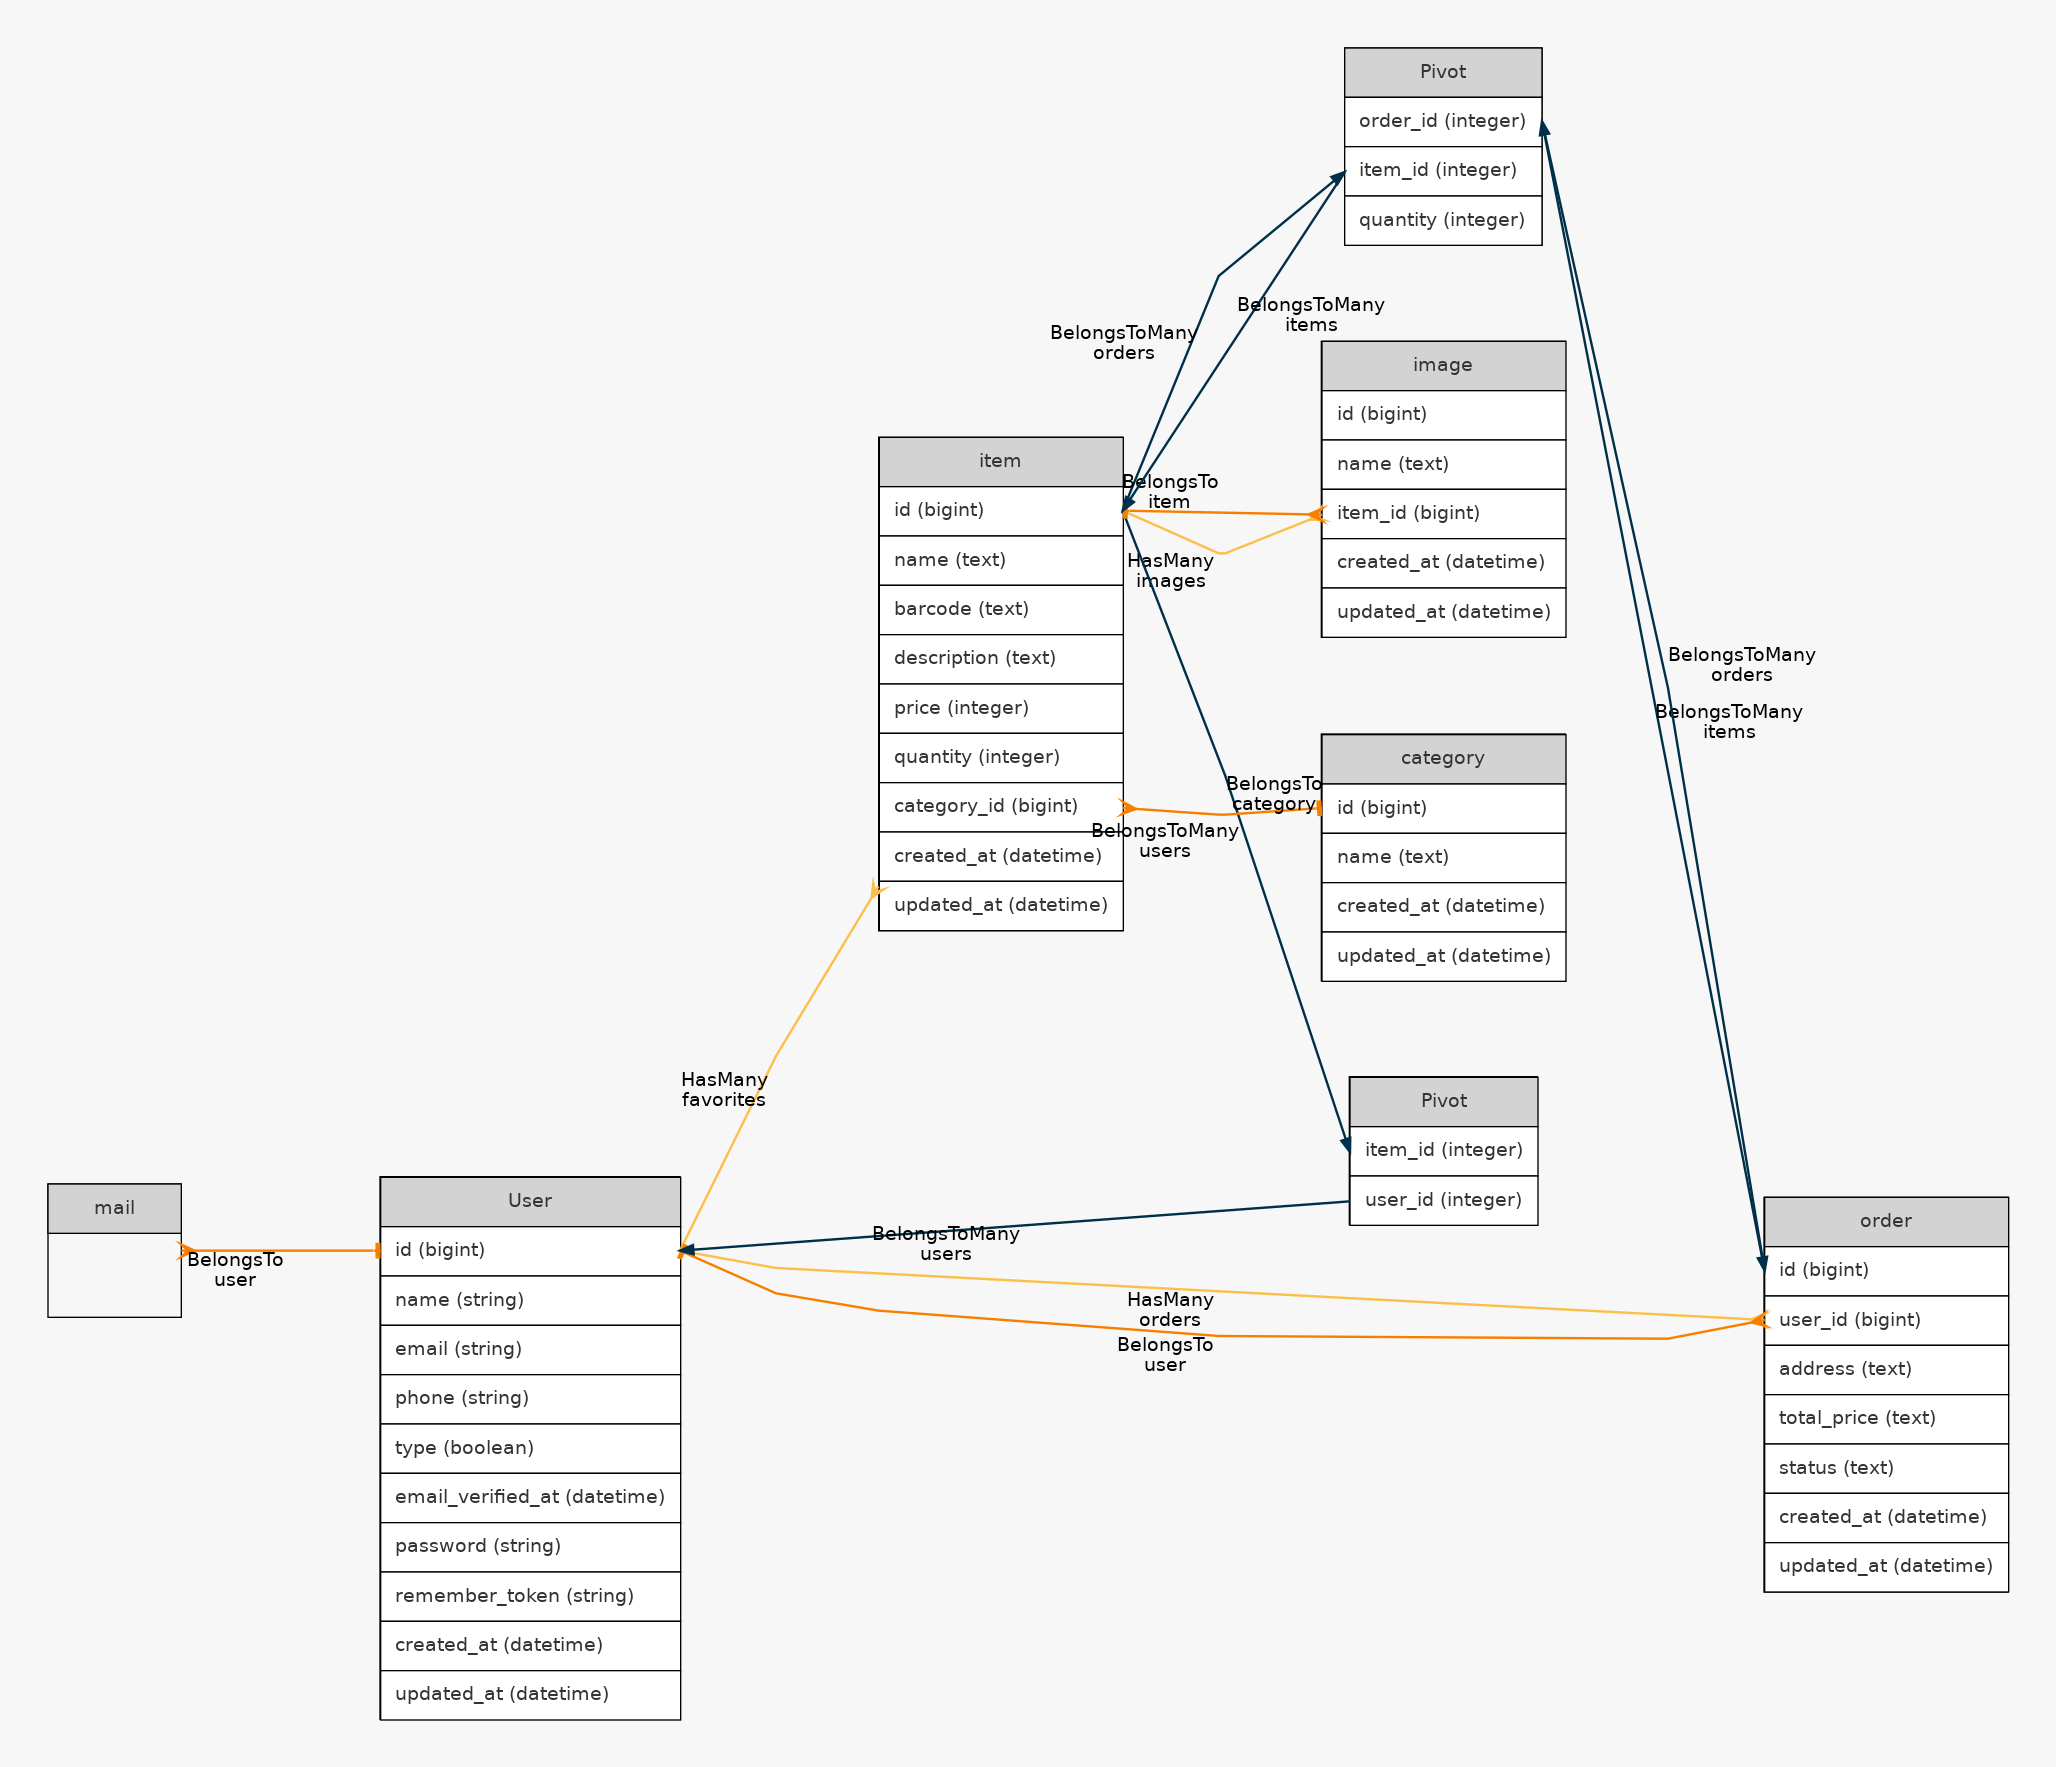 Pivot
order_id (integer)
item_id (integer)
quantity (integer)
BelongsToMany
orders
BelongsToMany
items
image
id (bigint)
name (text)
item_id (bigint)
created_at (datetime)
updated_at (datetime)
item
id (bigint)
name (text)
barcode (text)
description (text)
price (integer)
quantity (integer)
category_id (bigint)
created_at (datetime)
updated_at (datetime)
BelongsTo
item
HasMany
images
BelongsToMany
orders
BelongsToMany
items
category
id (bigint)
name (text)
created_at (datetime)
updated_at (datetime)
BelongsTo
category
BelongsToMany
users
HasMany
favorites
Pivot
item_id (integer)
user_id (integer)
mail
BelongsTo
user
User
id (bigint)
name (string)
email (string)
phone (string)
type (boolean)
email_verified_at (datetime)
password (string)
remember_token (string)
created_at (datetime)
updated_at (datetime)
BelongsToMany
users
HasMany
orders
BelongsTo
user
order
id (bigint)
user_id (bigint)
address (text)
total_price (text)
status (text)
created_at (datetime)
updated_at (datetime)